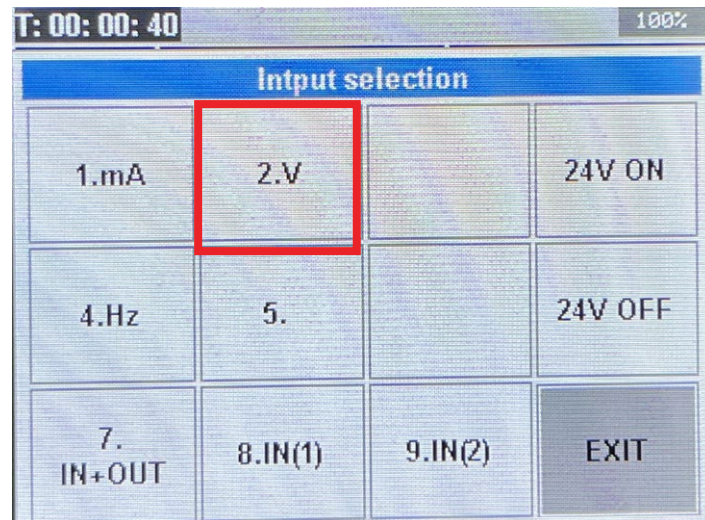 T: 00: 00: 40
100%
Intput selection
1.mA
2.V
24V ON
4.Hz
5.
24V OFF
7.
IN+OUT
8.IN(1)
9.IN(2)
EXIT